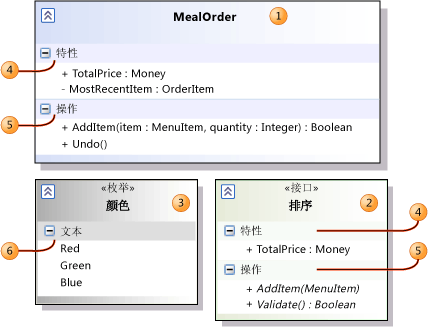 MealOrder
1
特性
4
+ TotalPrice : Money
- MostRecentItem : OrderItem
操作
5
+ AddItem(item : MenuItem, quantity : Integer) : Boolean
+ Undo()
«枚举»
颜色
3
文本
6
Red
Green
Blue
«接口»
排序
2
特性
4
+ TotalPrice : Money
操作
5
+ AddItem(MenuItem)
+ Validate() : Boolean